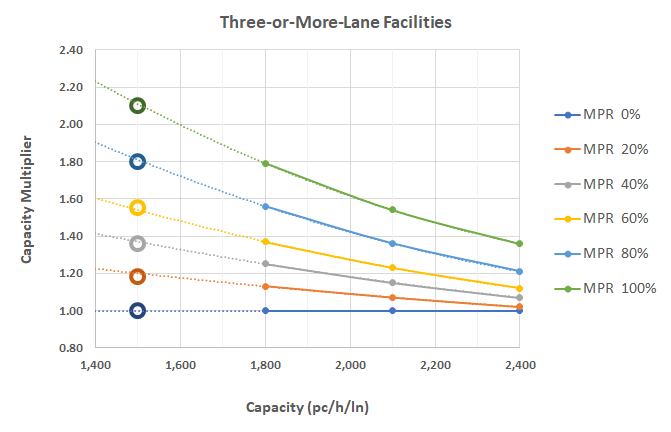 Three-or-More-Lane Facilities
2.40
2.20
2.00
1.80
1.60
1.40
1.20
1.00
0.80
Capacity Multiplier
1,400
1,600
1,800
2,000
2,200
2,400
Capacity (pc/h/ln)
MPR 0%
MPR 20%
MPR 40%
MPR 60%
MPR 80%
MPR 100%